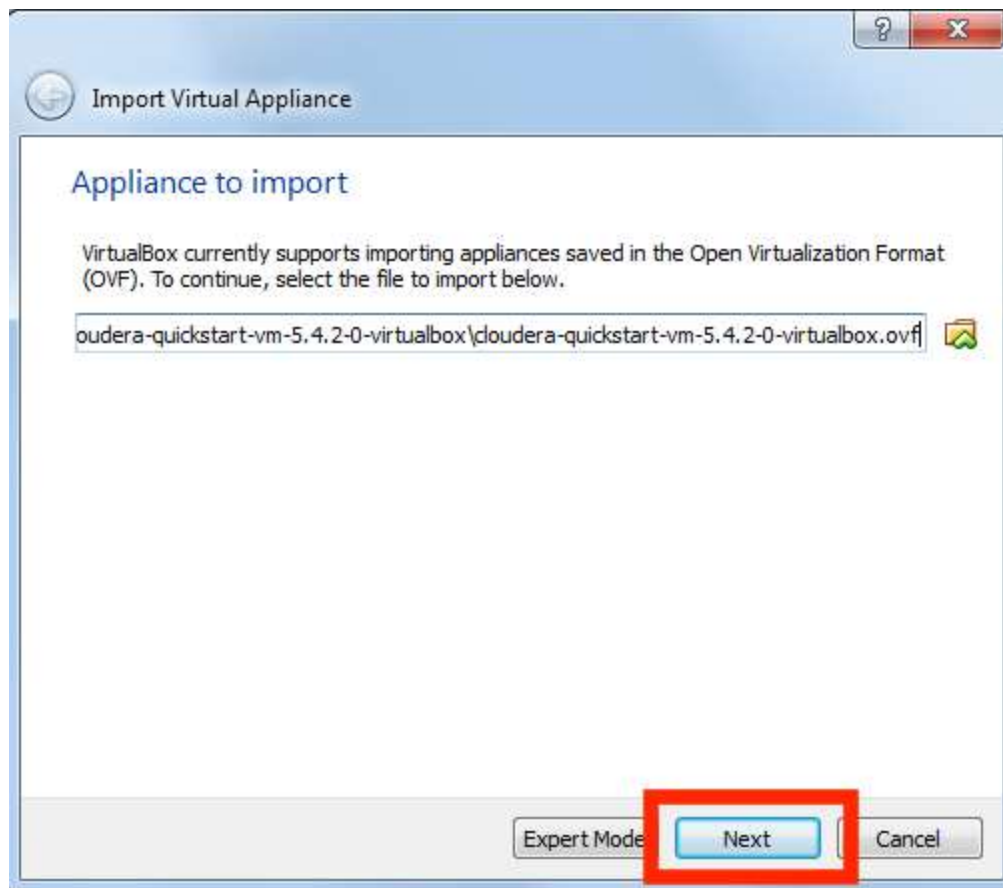 Import Virtual Appliance
Appliance to import
VirtualBox currently supports importing appliances saved in the Open Virtualization Format
(OVF). To continue, select the file to import below.
oudera-quickstart-vm-5.4.2-0-virtualbox\cloudera-quickstart-vm-5.4.2-0-virtualbox.ovf
Expert Mode Next Cancel